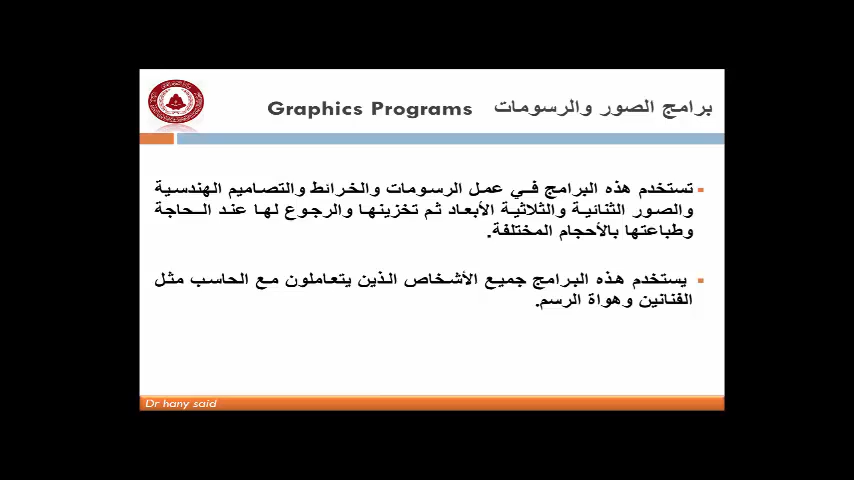 برامج الصور والرسومات Graphics Programs
تستخدم هذه البرامج في عمل الرسومات والخرائط والتصاميم الهندسية
والصور الثنائية والثلاثية الأبعاد ثم تخزينها والرجوع لها عند الحاجة
وطباعتها بالأحجام المختلفة.
يستخدم هذه البرامج جميع الأشخاص الذين يتعاملون مع الحاسب مثل
الفنانين وهواة الرسم.
Dr hany said